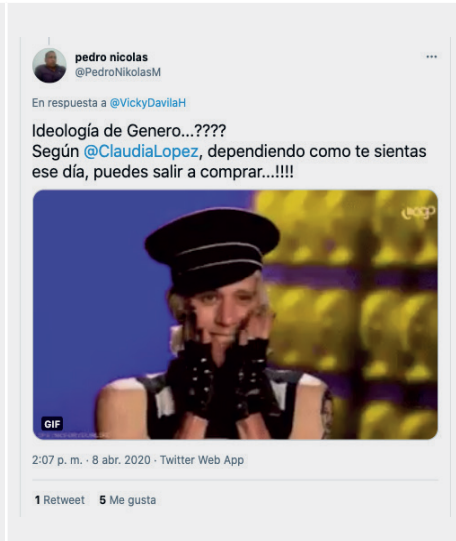 pedro nicolas
@PedroNikolasM
En respuesta a @VickyDavilaH
Ideología de Genero...????
Según @ClaudiaLopez, dependiendo como te sientas
ese día, puedes salir a comprar...!!!!
GIF
2:07 p. m. · 8 abr. 2020 · Twitter Web App
1 Retweet 5 Me gusta